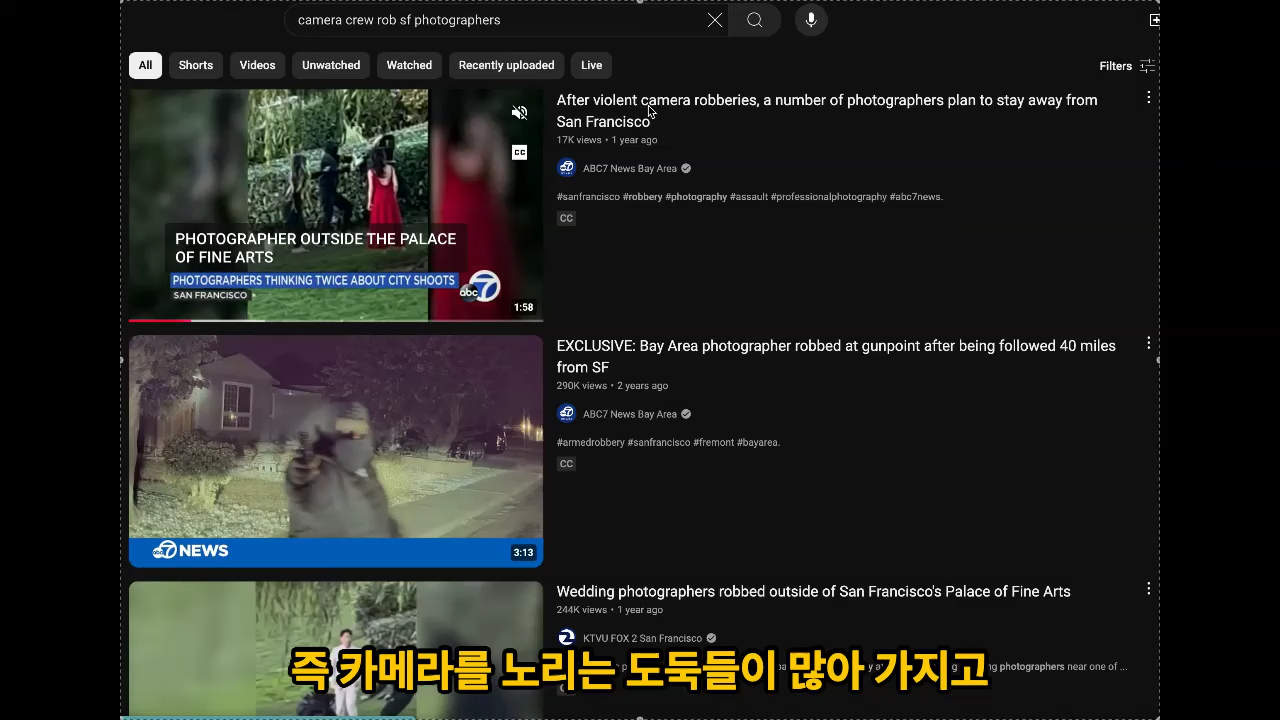 camera crew rob sf photographers
All
Shorts
Videos
Unwatched
Watched
Recently uploaded
Live
Filters
CC
PHOTOGRAPHER OUTSIDE THE PALACE
OF FINE ARTS
PHOTOGRAPHERS THINKING TWICE ABOUT CITY SHOOTS
SAN FRANCISCO
abc 7
1:58
After violent camera robberies, a number of photographers plan to stay away from
San Francisco
17K views • 1 year ago
ABC7 News Bay Area
#sanfrancisco #robbery #photography #assault #professionalphotography #abc7news.
CC
abc 7 NEWS
3:13
EXCLUSIVE: Bay Area photographer robbed at gunpoint after being followed 40 miles
from SF
290K views • 2 years ago
ABC7 News Bay Area
#armedrobbery #sanfrancisco #fremont #bayarea.
CC
Wedding photographers robbed outside of San Francisco's Palace of Fine Arts
244K views • 1 year ago
KTVU FOX 2 San Francisco
photographers near one of ...
즉 카메라를 노리는 도둑들이 많아 가지고